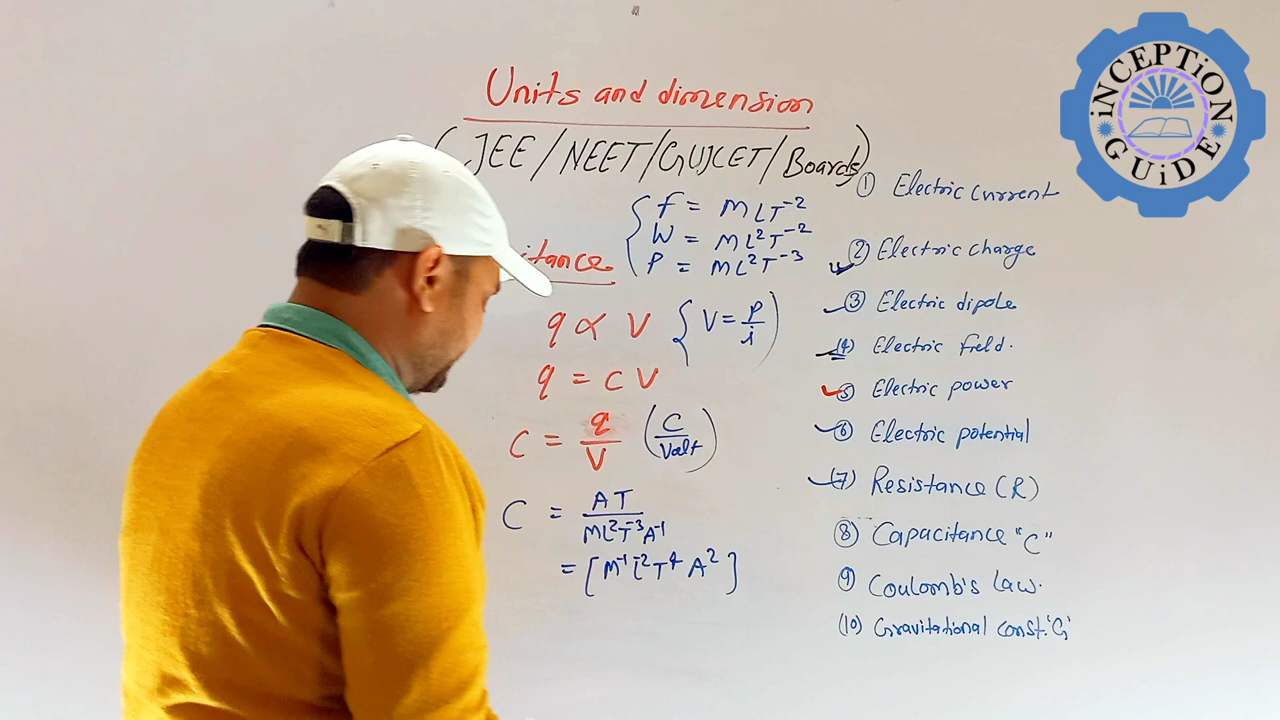 Units and dimension
(JEE/NEET/GUJCET/Boards)
f = MLT⁻²
W = ML²T⁻²
P = ML²T⁻³
itance
q ∝ V { V = P/i )
q = CV
C = q/V (C/Volt)
C = AT/ML²T⁻³A⁻¹
= [M⁻¹L⁻²T⁴A²]
① Electric current
② Electric charge
③ Electric dipole
(4) Electric field.
⑤ Electric power
⑥ Electric potential
(7) Resistance (R)
⑧ Capacitance "C"
⑨ Coulomb's Law.
(10) Gravitational const. 'G'
iNCEPTiON
GUiDE